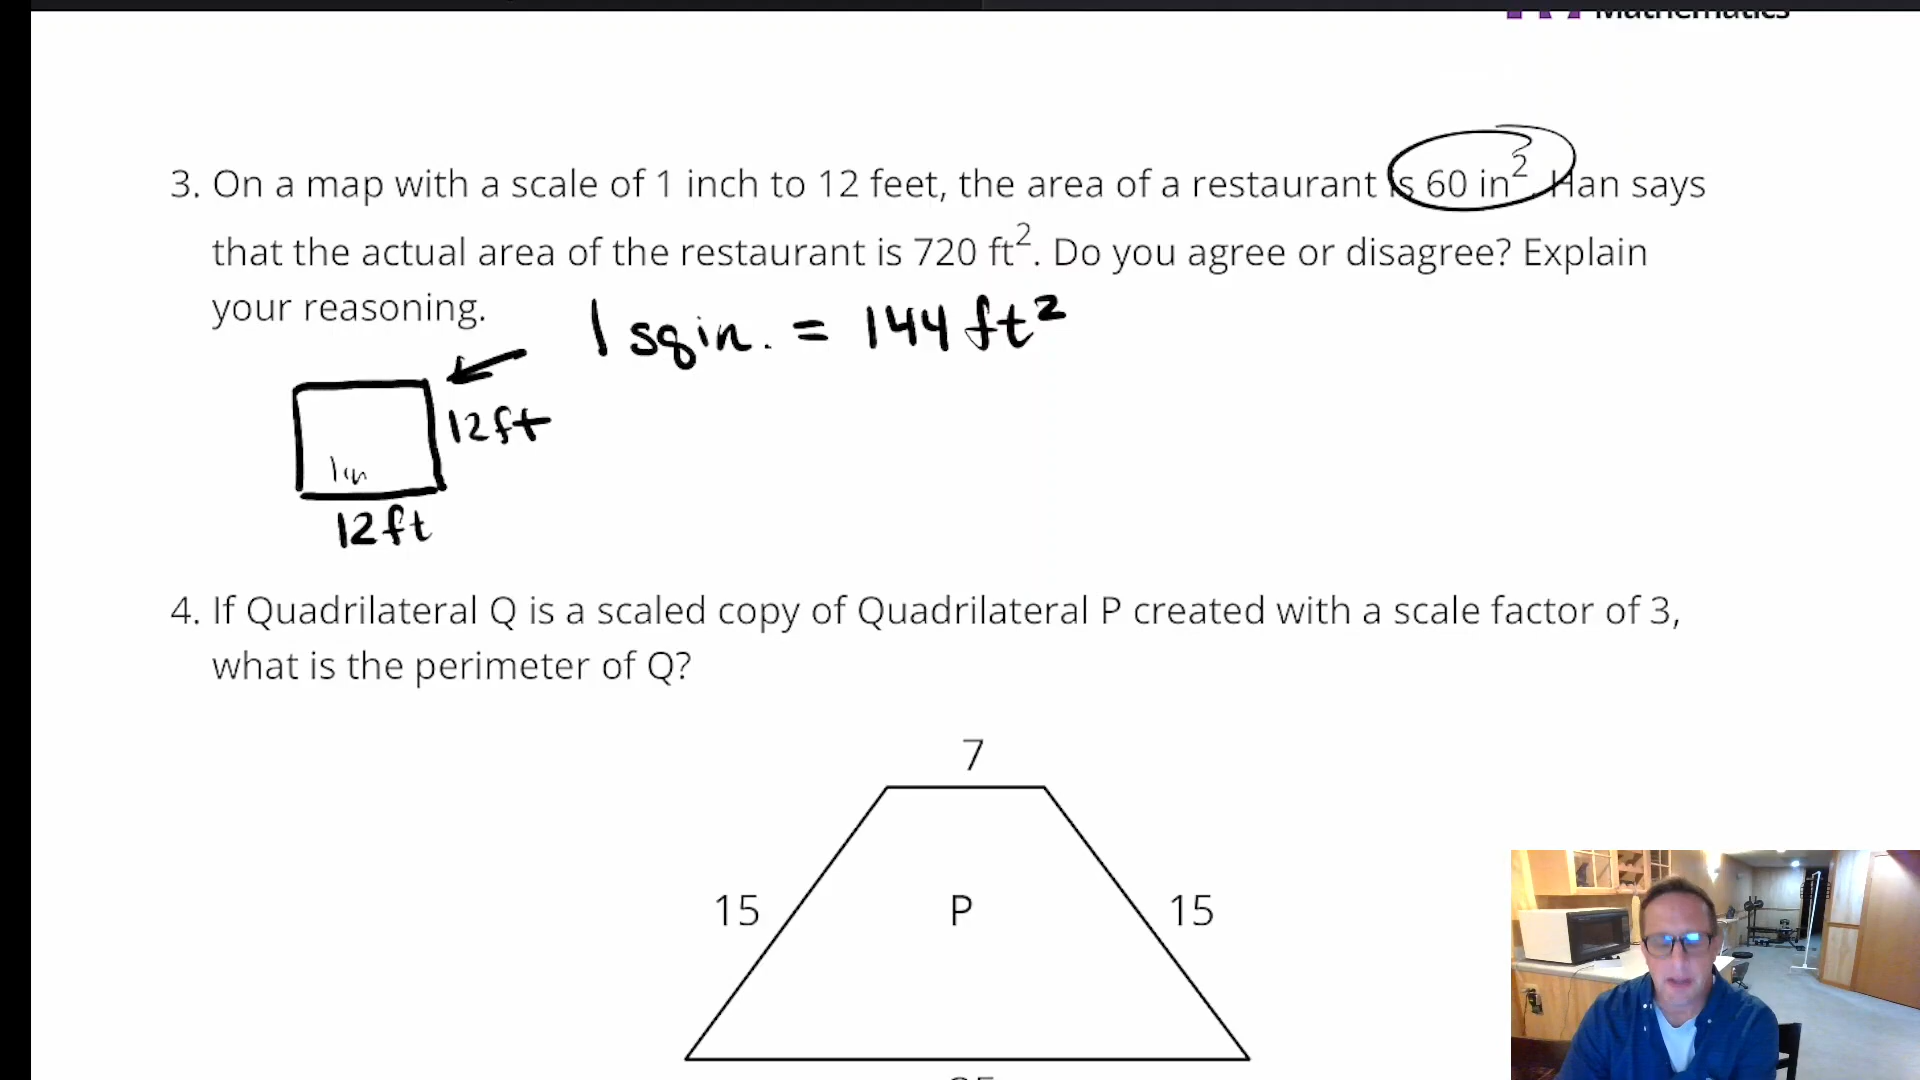 3. On a map with a scale of 1 inch to 12 feet, the area of a restaurant is 60 in². Han says
that the actual area of the restaurant is 720 ft². Do you agree or disagree? Explain
your reasoning.
1 sq in. = 144 ft²
12ft
1in
12ft
4. If Quadrilateral Q is a scaled copy of Quadrilateral P created with a scale factor of 3,
what is the perimeter of Q?
7
15 P 15